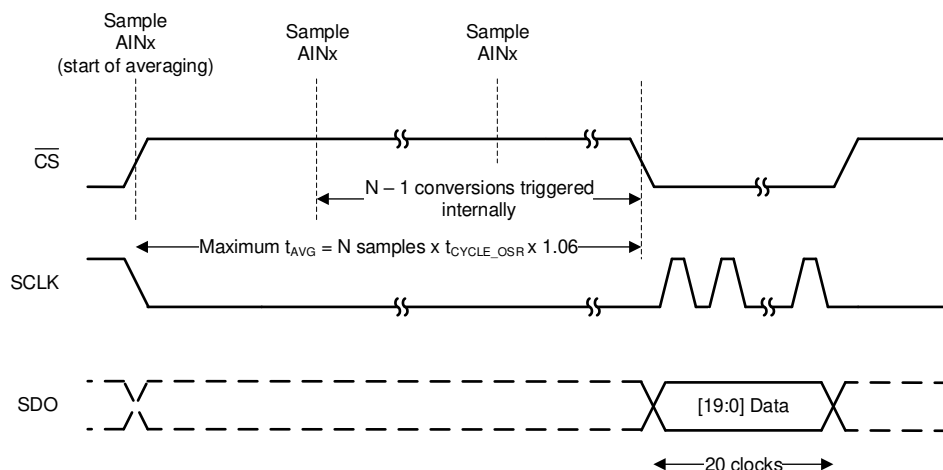 Sample
AINx
(start of averaging)
Sample
AINx
Sample
AINx
CS
N – 1 conversions triggered
internally
Maximum tAVG = N samples x tCYCLE_OSR x 1.06
SCLK
SDO
[19:0] Data
20 clocks